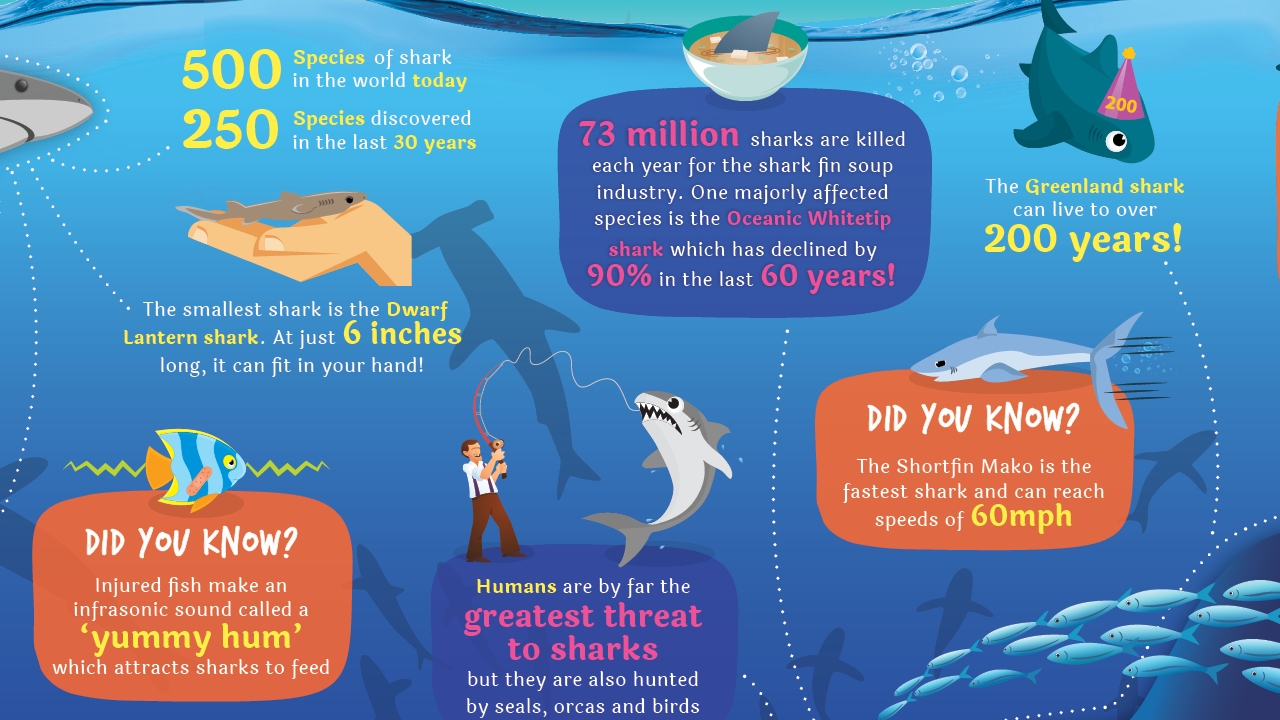 500 Species of shark
in the world today
250 Species discovered
in the last 30 years
The smallest shark is the Dwarf
Lantern shark. At just 6 inches
long, it can fit in your hand!
73 million sharks are killed
each year for the shark fin soup
industry. One majorly affected
species is the Oceanic Whitetip
shark which has declined by
90% in the last 60 years!
200
The Greenland shark
can live to over
200 years!
DID YOU KNOW?
The Shortfin Mako is the
fastest shark and can reach
speeds of 60mph
DID YOU KNOW?
Injured fish make an
infrasonic sound called a
‘yummy hum’
which attracts sharks to feed
Humans are by far the
greatest threat
to sharks
but they are also hunted
by seals, orcas and birds